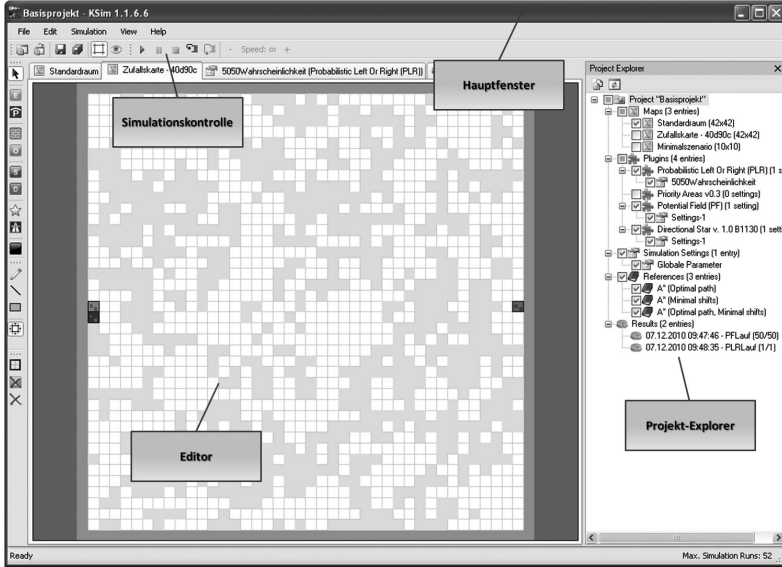 Basisprojekt - KSim 1.1.6.6
File Edit Simulation View Help
- Speed: ∞ +
Standardraum
Zufallskarte - 40d90c
5050Wahrscheinlichkeit (Probabilistic Left Or Right (PLR))
Simulationskontrolle
Hauptfenster
Editor
Project Explorer
Project "Basisprojekt"
Maps (3 entries)
Standardraum (42x42)
Zufallskarte - 40d90c (42x42)
Minimalszenario (10x10)
Plugins (4 entries)
Probabilistic Left Or Right (PLR) (1 s
5050Wahrscheinlichkeit
Priority Areas v0.3 (0 settings)
Potential Field (PF) (1 setting)
Settings-1
Directional Star v. 1.0 B1130 (1 setti
Settings-1
Simulation Settings (1 entry)
Globale Parameter
References (3 entries)
A* (Optimal path)
A* (Minimal shifts)
A* (Optimal path, Minimal shifts)
Results (2 entries)
07.12.2010 09:47:46 - PFLauf (50/50)
07.12.2010 09:48:35 - PLRLauf (1/1)
Projekt-Explorer
Ready
Max. Simulation Runs: 52